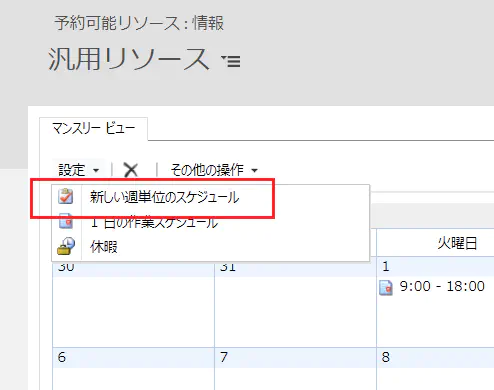 予約可能リソース : 情報
汎用リソース
マンスリー ビュー
設定 その他の操作
新しい週単位のスケジュール
1 日の作業スケジュール
休暇
火曜日
30 31 1
9:00 - 18:00
6 7 8